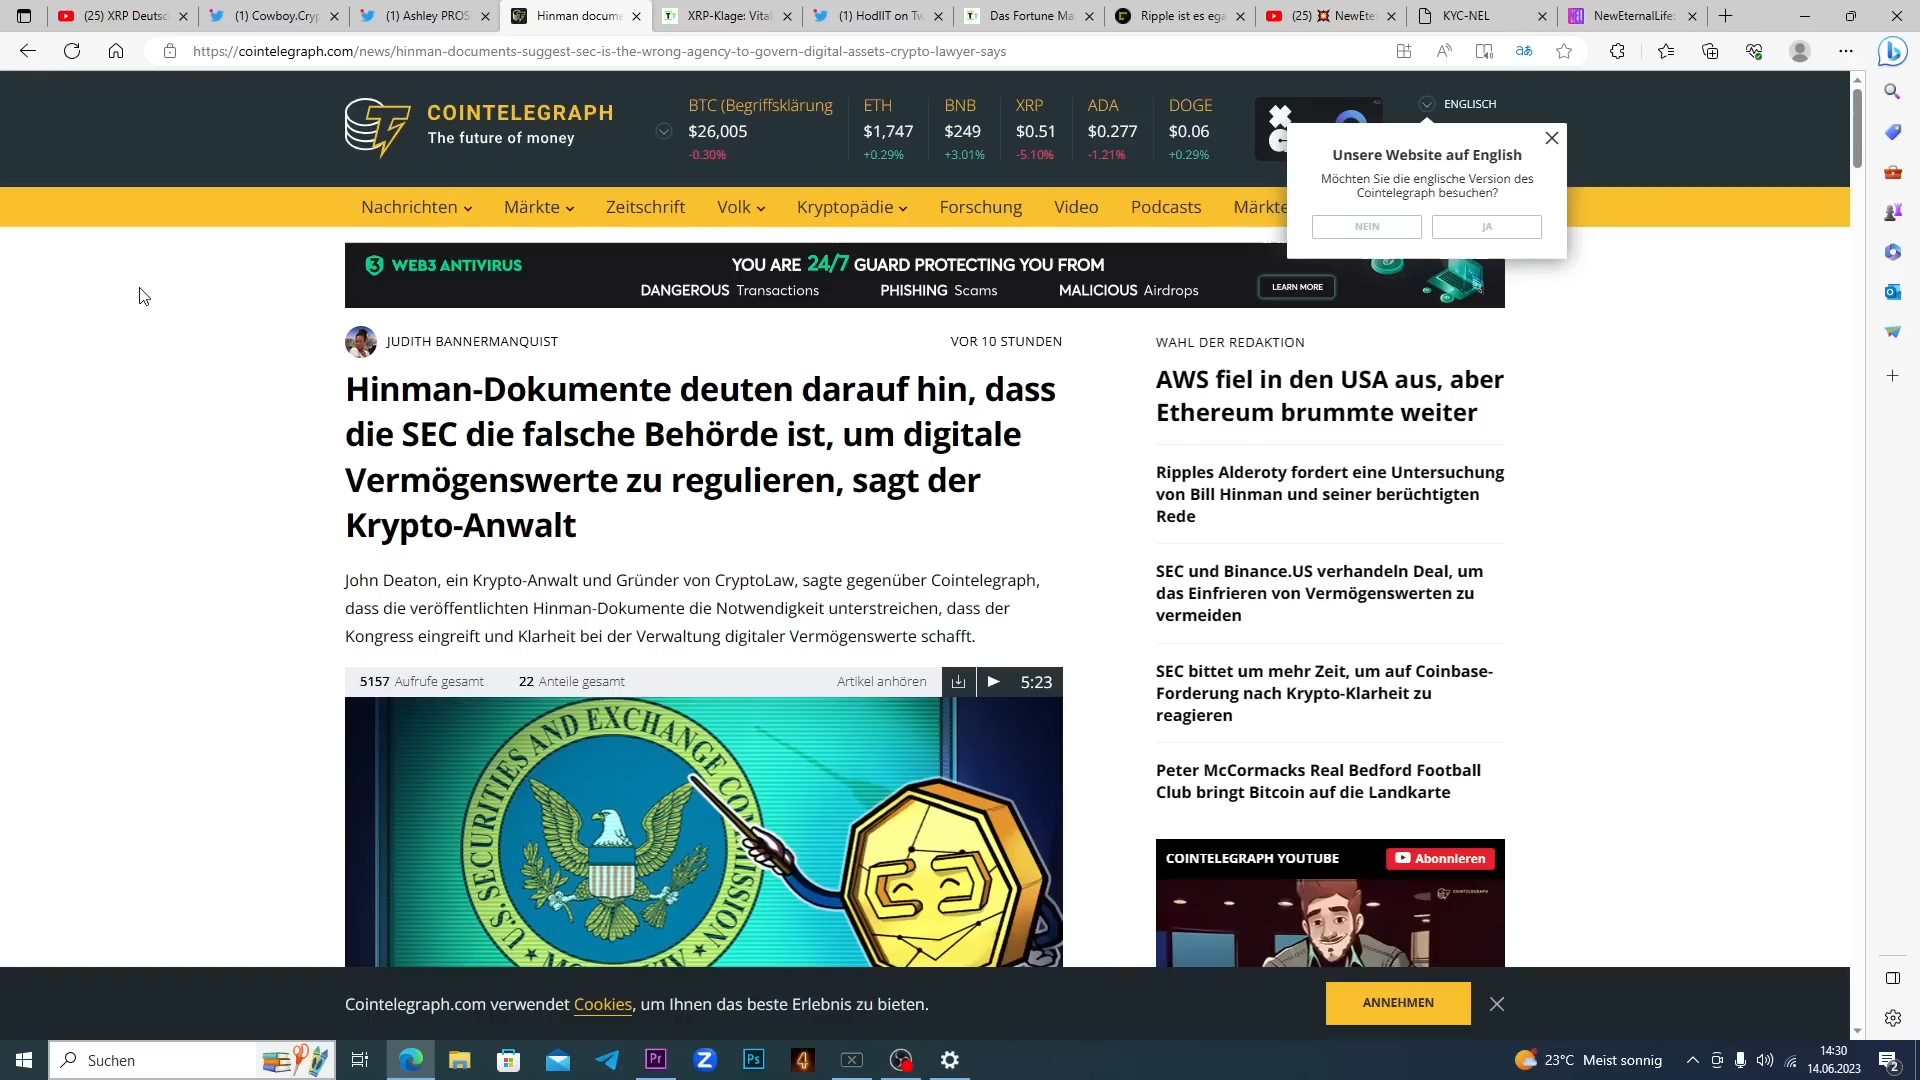 (25) XRP Deutsc
(1) Cowboy.Cryp
(1) Ashley PROS
Hinman docume
XRP-Klage: Vital
(1) HodlIT on Tw
Das Fortune Ma
Ripple ist es ega
(25) 💥 NewEte
KYC-NEL
NewEternalLife:
https://cointelegraph.com/news/hinman-documents-suggest-sec-is-the-wrong-agency-to-govern-digital-assets-crypto-lawyer-says
COINTELEGRAPH
The future of money
BTC (Begriffsklärung
$26,005
-0.30%
ETH
$1,747
+0.29%
BNB
$249
+3.01%
XRP
$0.51
-5.10%
ADA
$0.277
-1.21%
DOGE
$0.06
+0.29%
ENGLISCH
Unsere Website auf English
Möchten Sie die englische Version des
Cointelegraph besuchen?
NEIN
JA
Nachrichten
Märkte
Zeitschrift
Volk
Kryptopädie
Forschung
Video
Podcasts
Märkte
WEB3 ANTIVIRUS
YOU ARE 24/7 GUARD PROTECTING YOU FROM
DANGEROUS Transactions
PHISHING Scams
MALICIOUS Airdrops
LEARN MORE
JUDITH BANNERMANQUIST
VOR 10 STUNDEN
Hinman-Dokumente deuten darauf hin, dass
die SEC die falsche Behörde ist, um digitale
Vermögenswerte zu regulieren, sagt der
Krypto-Anwalt
John Deaton, ein Krypto-Anwalt und Gründer von CryptoLaw, sagte gegenüber Cointelegraph,
dass die veröffentlichten Hinman-Dokumente die Notwendigkeit unterstreichen, dass der
Kongress eingreift und Klarheit bei der Verwaltung digitaler Vermögenswerte schafft.
5157 Aufrufe gesamt
22 Anteile gesamt
Artikel anhören
5:23
U.S. SECURITIES AND EXCHANGE COMMISSION
WAHL DER REDAKTION
AWS fiel in den USA aus, aber
Ethereum brummte weiter
Ripples Alderoty fordert eine Untersuchung
von Bill Hinman und seiner berüchtigten
Rede
SEC und Binance.US verhandeln Deal, um
das Einfrieren von Vermögenswerten zu
vermeiden
SEC bittet um mehr Zeit, um auf Coinbase-
Forderung nach Krypto-Klarheit zu
reagieren
Peter McCormacks Real Bedford Football
Club bringt Bitcoin auf die Landkarte
COINTELEGRAPH YOUTUBE
Abonnieren
COINTELEGRAPH
Cointelegraph.com verwendet Cookies, um Ihnen das beste Erlebnis zu bieten.
ANNEHMEN
Suchen
Pr
Z
Ps
4
23°C Meist sonnig
14:30
14.06.2023
2